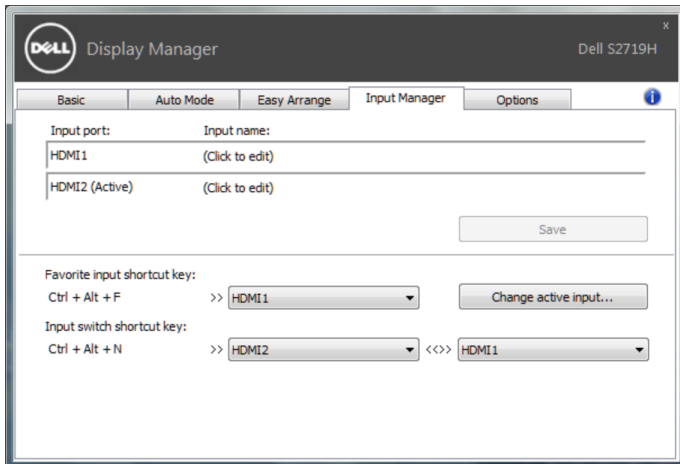 x
DELL Display Manager Dell S2719H
Basic Auto Mode Easy Arrange Input Manager Options i
Input port: Input name:
HDMI1 (Click to edit)
HDMI2 (Active) (Click to edit)
Save
Favorite input shortcut key:
Ctrl + Alt + F >> HDMI1 Change active input...
Input switch shortcut key:
Ctrl + Alt + N >> HDMI2 <<>> HDMI1